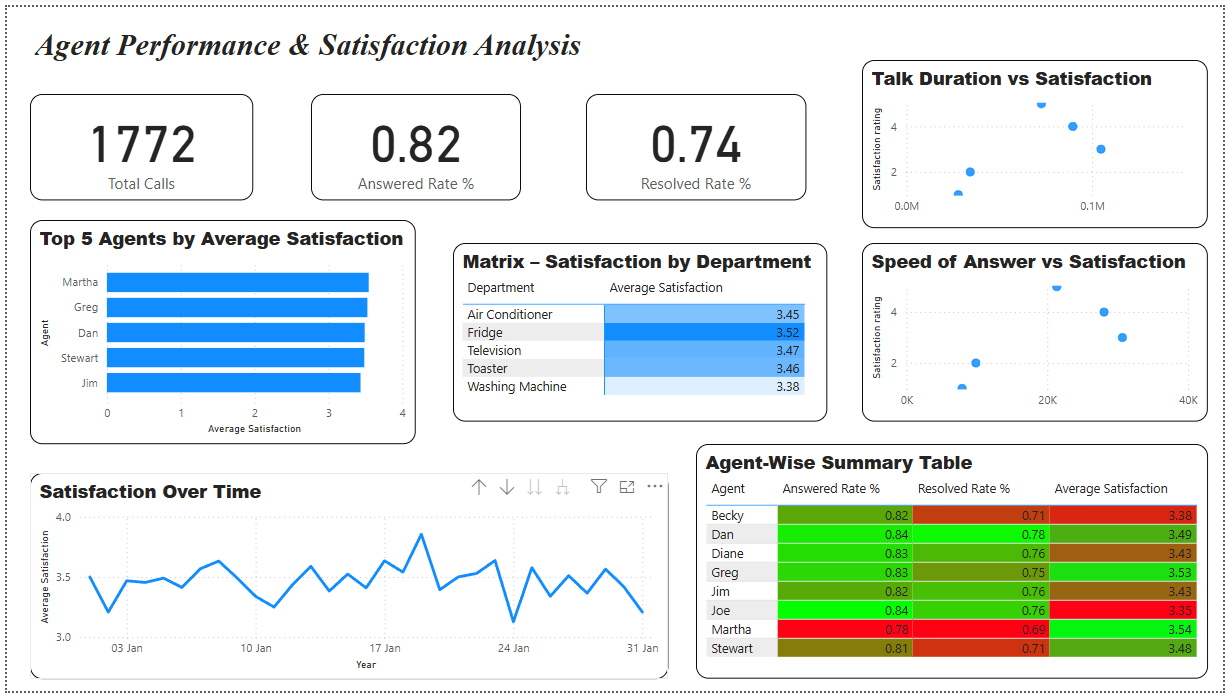 Agent Performance & Satisfaction Analysis
1772
Total Calls
0.82
Answered Rate %
0.74
Resolved Rate %
Talk Duration vs Satisfaction
Satisfaction rating
4
2
0.0M 0.1M
Top 5 Agents by Average Satisfaction
Agent
Martha
Greg
Dan
Stewart
Jim
0 1 2 3 4
Average Satisfaction
Matrix – Satisfaction by Department
Department Average Satisfaction
Air Conditioner 3.45
Fridge 3.52
Television 3.47
Toaster 3.46
Washing Machine 3.38
Speed of Answer vs Satisfaction
Satisfaction rating
4
2
0K 20K 40K
Satisfaction Over Time
Average Satisfaction
4.0
3.5
3.0
03 Jan 10 Jan 17 Jan 24 Jan 31 Jan
Year
Agent-Wise Summary Table
Agent Answered Rate % Resolved Rate % Average Satisfaction
Becky 0.82 0.71 3.38
Dan 0.84 0.78 3.49
Diane 0.83 0.76 3.43
Greg 0.83 0.75 3.53
Jim 0.82 0.76 3.43
Joe 0.84 0.76 3.35
Martha 0.78 0.69 3.54
Stewart 0.81 0.71 3.48